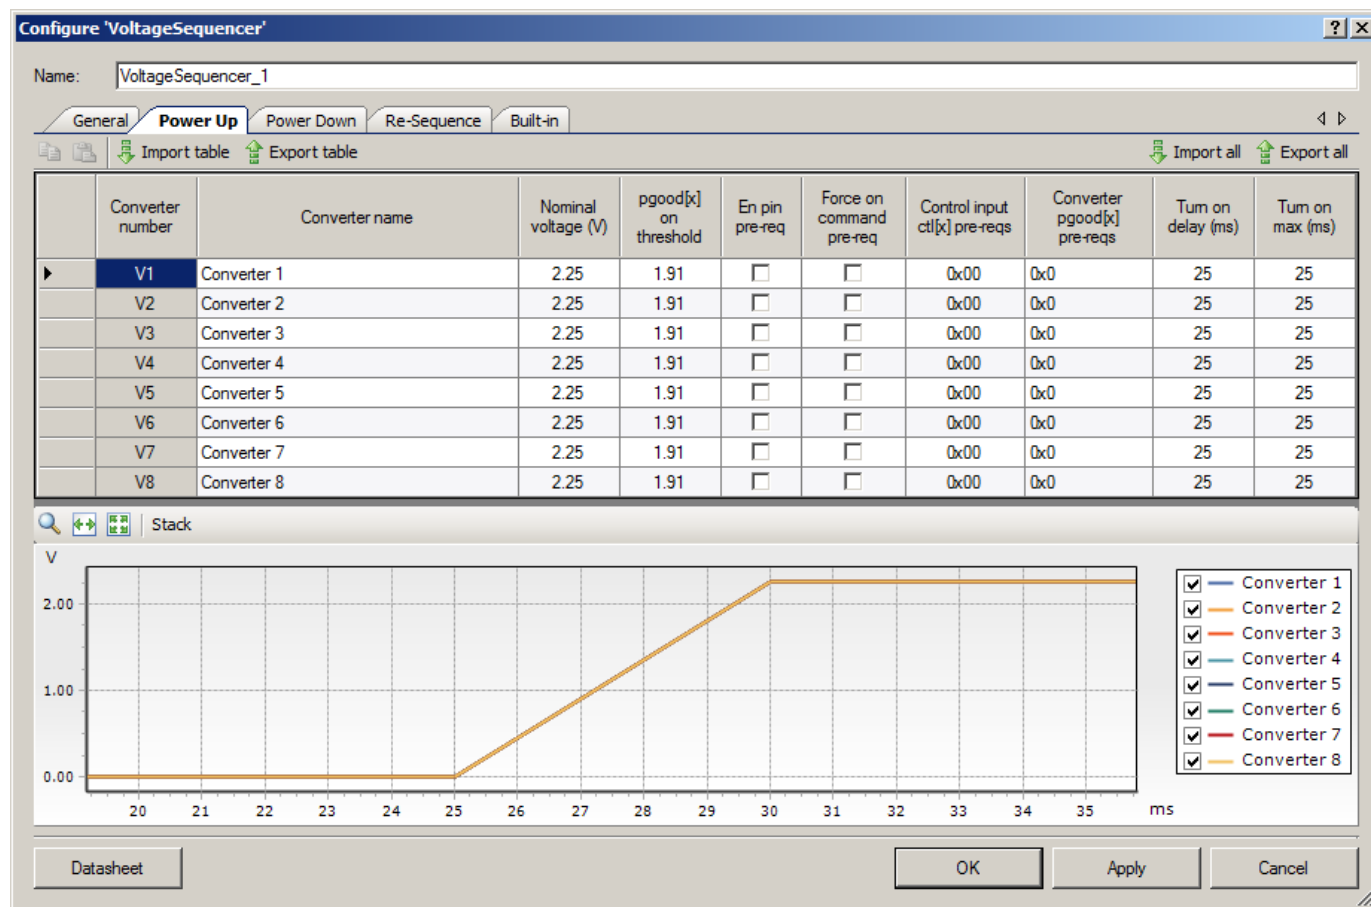 Configure 'VoltageSequencer'
Name: VoltageSequencer_1
General Power Up Power Down Re-Sequence Built-in
Import table Export table Import all Export all
Converter number Converter name Nominal voltage (V) pgood[x] on threshold En pin pre-req Force on command pre-req Control input ctl[x] pre-reqs Converter pgood[x] pre-reqs Turn on delay (ms) Turn on max (ms)
V1 Converter 1 2.25 1.91 0x00 0x0 25 25
V2 Converter 2 2.25 1.91 0x00 0x0 25 25
V3 Converter 3 2.25 1.91 0x00 0x0 25 25
V4 Converter 4 2.25 1.91 0x00 0x0 25 25
V5 Converter 5 2.25 1.91 0x00 0x0 25 25
V6 Converter 6 2.25 1.91 0x00 0x0 25 25
V7 Converter 7 2.25 1.91 0x00 0x0 25 25
V8 Converter 8 2.25 1.91 0x00 0x0 25 25
Stack
V
2.00
1.00
0.00
20 21 22 23 24 25 26 27 28 29 30 31 32 33 34 35 ms
Converter 1
Converter 2
Converter 3
Converter 4
Converter 5
Converter 6
Converter 7
Converter 8
Datasheet OK Apply Cancel